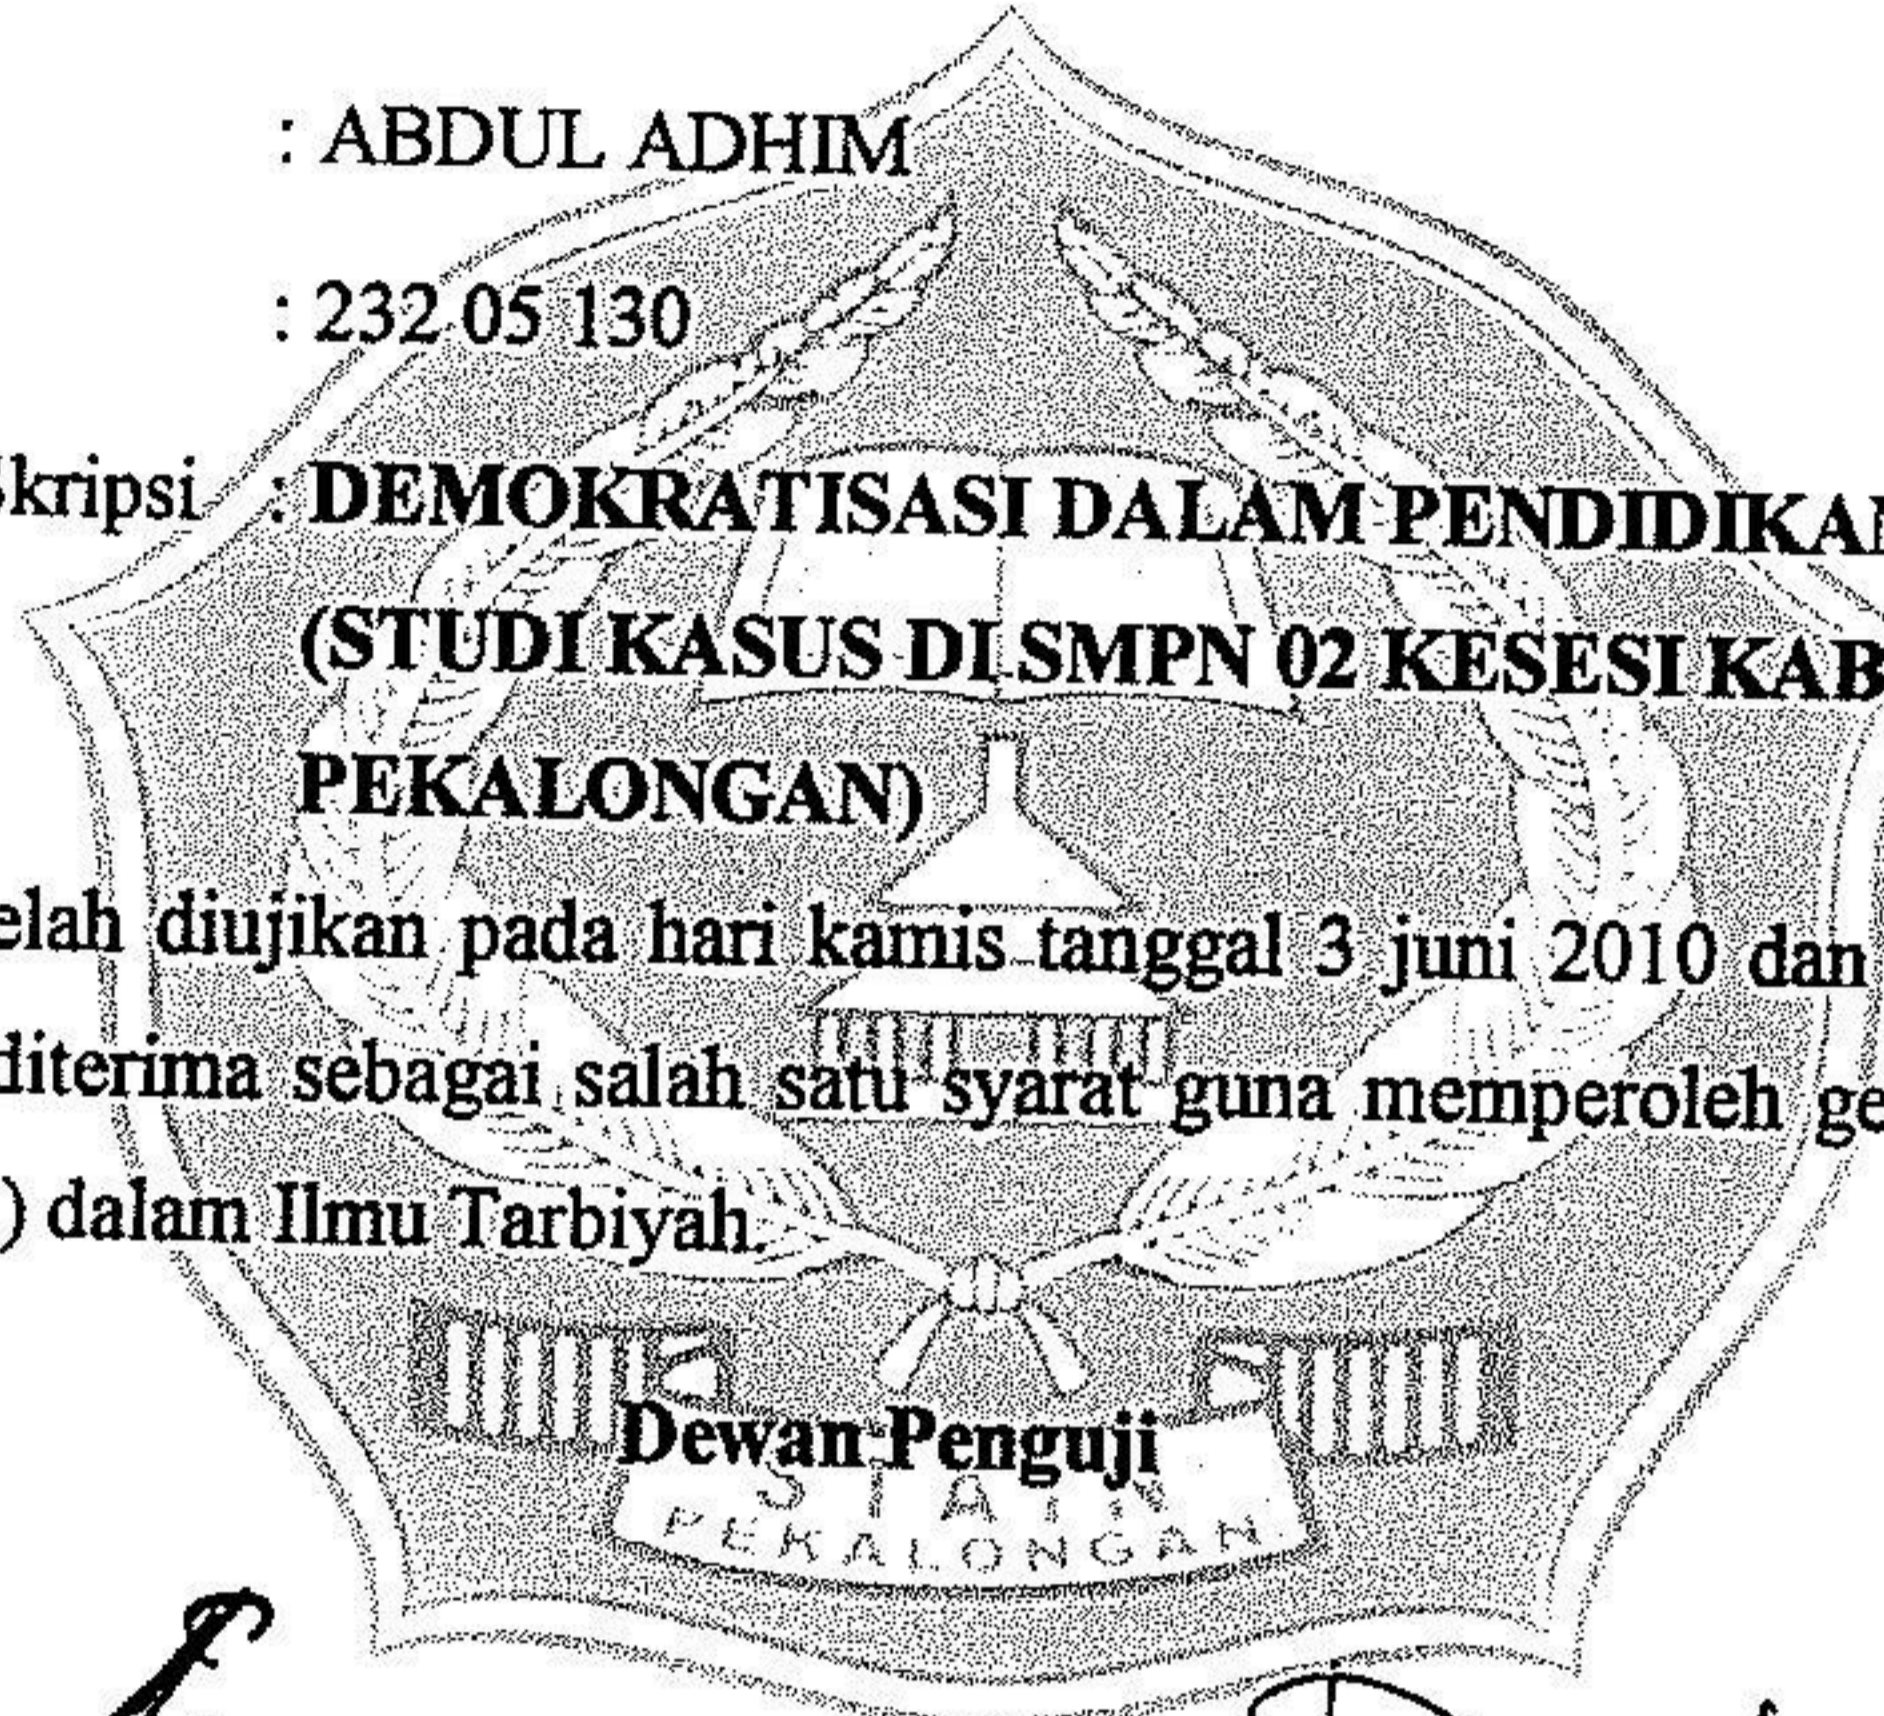 : ABDUL ADHIM
: 232 05 130
Skripsi : DEMOKRATISASI DALAM PENDIDIKAN
(STUDI KASUS DI SMPN 02 KESESI KAB
PEKALONGAN)
elah diujikan pada hari kamis tanggal 3 juni 2010 dan
diterima sebagai salah satu syarat guna memperoleh ge
) dalam Ilmu Tarbiyah.
Dewan Penguji
STAIN
PEKALONGAN